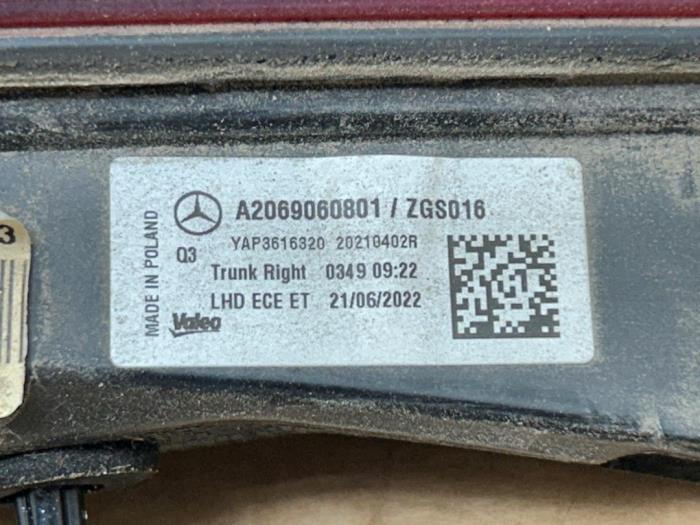 A2069060801 / ZGS016
YAP3616320 20210402R
Q3
Trunk Right 0349 09:22
LHD ECE ET 21/06/2022
Valeo
MADE IN POLAND
3